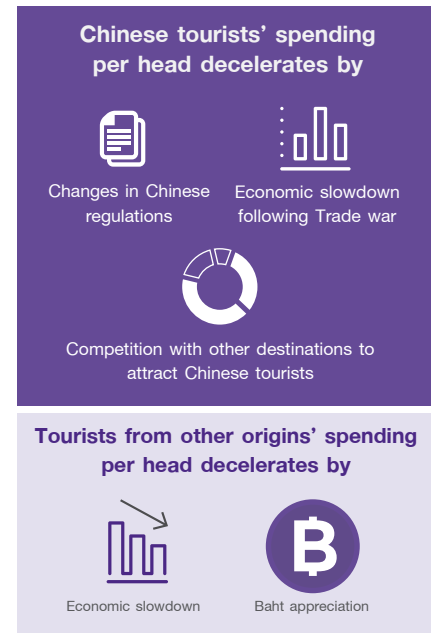 Chinese tourists’ spending
per head decelerates by
Changes in Chinese
regulations
Economic slowdown
following Trade war
Competition with other destinations to
attract Chinese tourists
Tourists from other origins’ spending
per head decelerates by
Economic slowdown
Baht appreciation